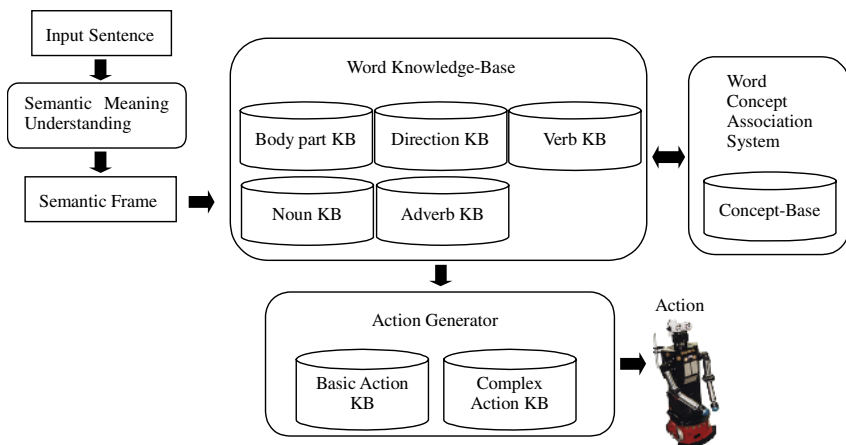 Input Sentence
Semantic Meaning
Understanding
Semantic Frame
Word Knowledge-Base
Body part KB
Direction KB
Verb KB
Noun KB
Adverb KB
Word
Concept
Association
System
Concept-Base
Action Generator
Basic Action
KB
Complex
Action KB
Action